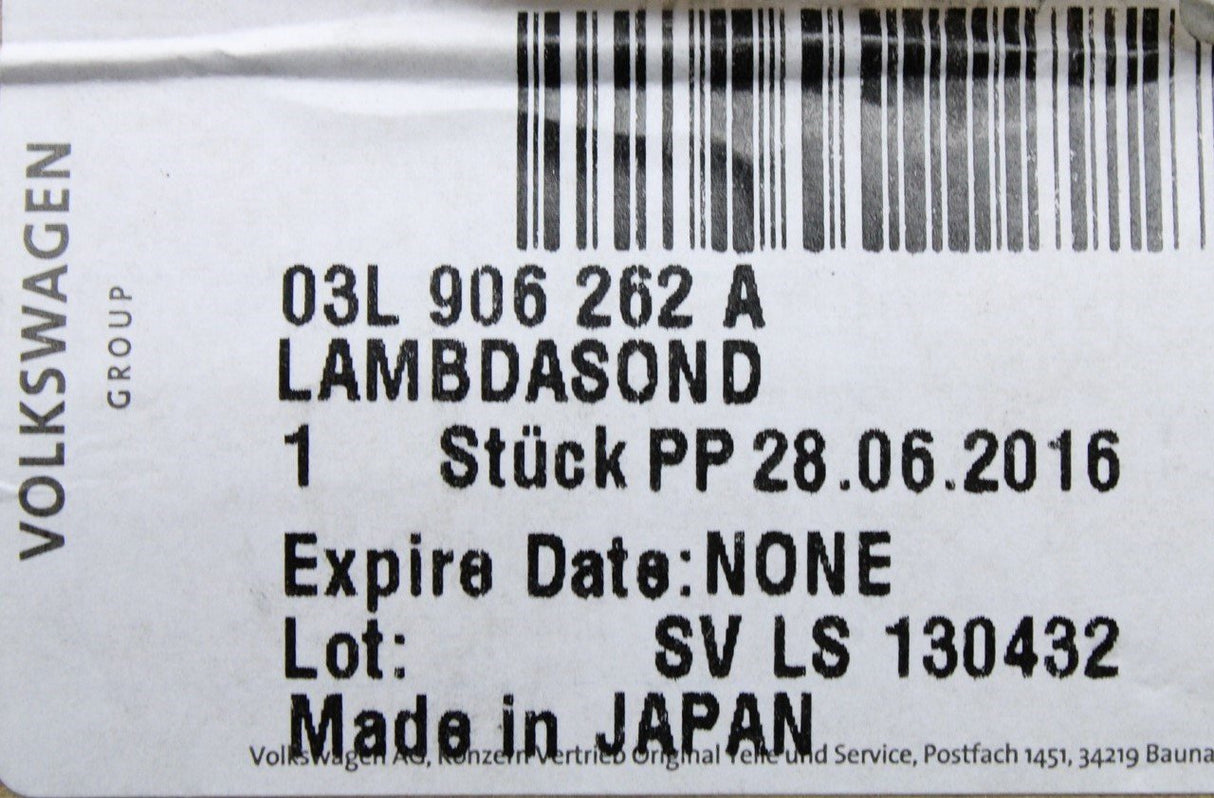 VOLKSWAGEN
GROUP
03L 906 262 A
LAMBDASOND
1 Stück PP 28.06.2016
Expire Date: NONE
Lot: SV LS 130432
Made in JAPAN
Volkswagen AG, Konzern Vertrieb Original Teile und Service, Postfach 1451, 34219 Bauna